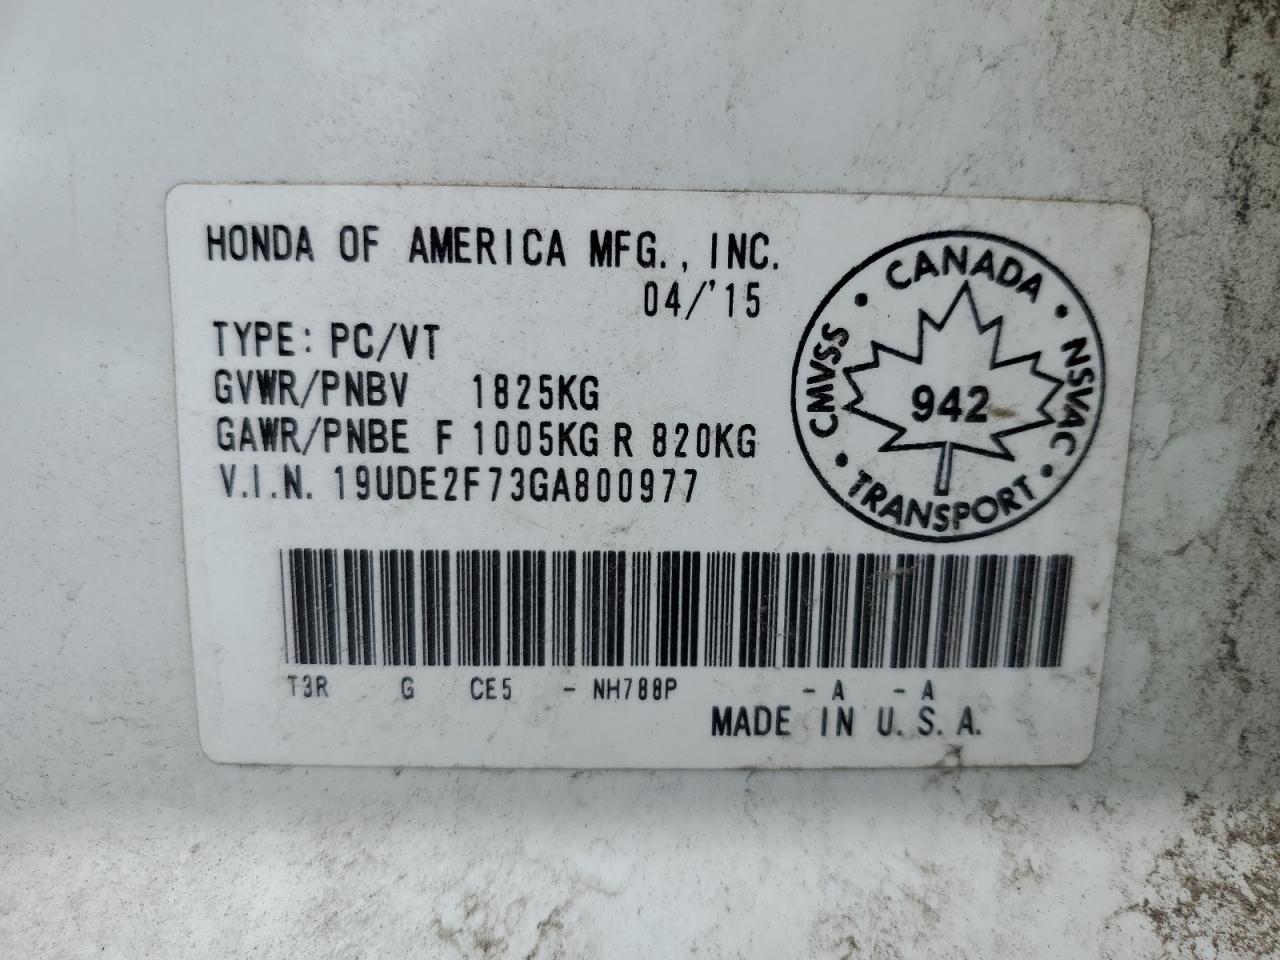 HONDA OF AMERICA MFG., INC.
04/'15
TYPE: PC/VT
GVWR/PNBV 1825KG
GAWR/PNBE F 1005KG R 820KG
V.I.N. 19UDE2F73GA800977
CANADA
CMVSS
NSVAC
942
TRANSPORT
T3R G CE5 - NH788P - A - A
MADE IN U.S.A.